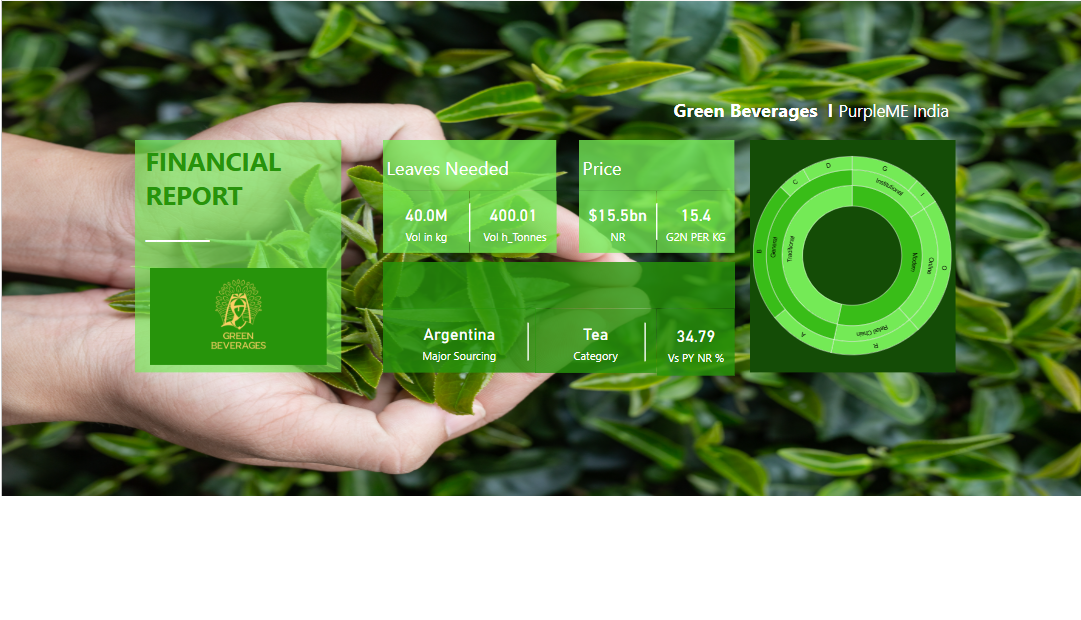 Green Beverages I PurpleME India
FINANCIAL
REPORT
GREEN
BEVERAGES
Leaves Needed
40.0M
Vol in kg
400.01
Vol h_Tonnes
Price
$15.5bn
NR
15.4
G2N PER KG
Argentina
Major Sourcing
Tea
Category
34.79
Vs PY NR %
D
G
I
O
R
A
B
C
Institutional
Online
Modern
Retail Chain
General
Traditional